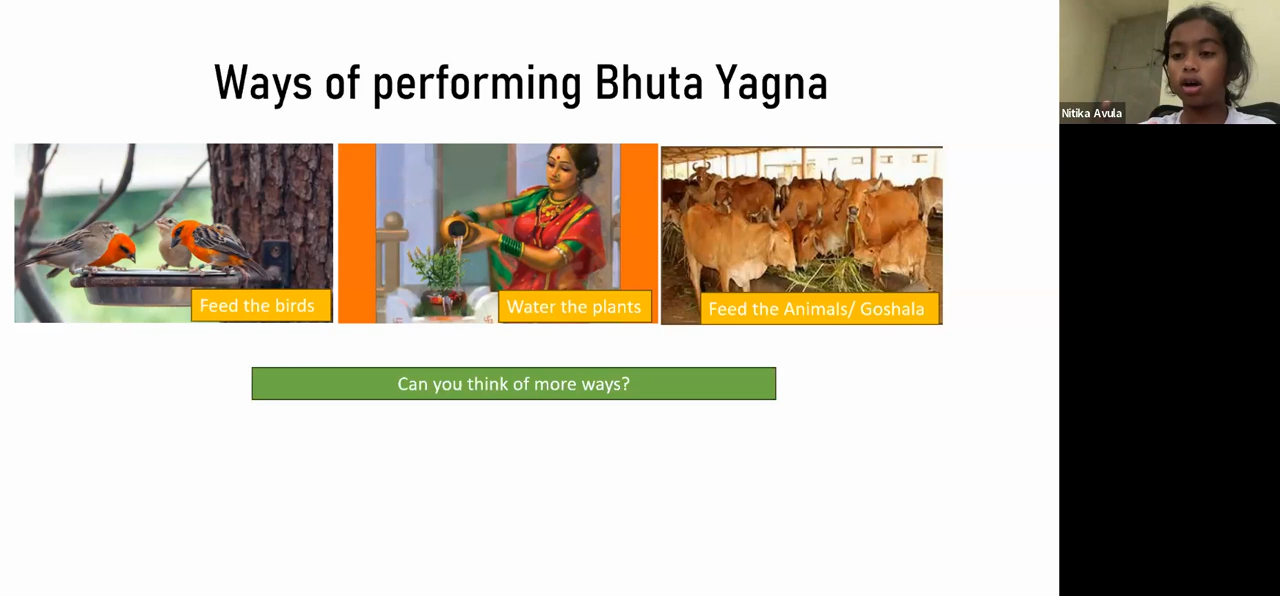 Ways of performing Bhuta Yagna
Feed the birds
Water the plants
Feed the Animals/ Goshala
Can you think of more ways?
Nitika Avula